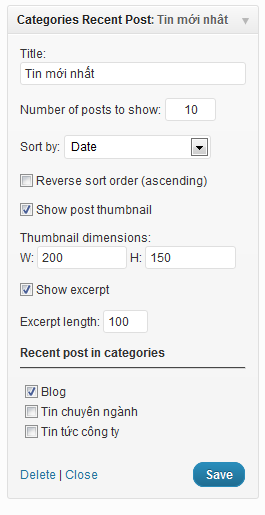 Categories Recent Post: Tin mới nhất
Title:
Tin mới nhất
Number of posts to show: 10
Sort by: Date
Reverse sort order (ascending)
Show post thumbnail
Thumbnail dimensions:
W: 200 H: 150
Show excerpt
Excerpt length: 100
Recent post in categories
Blog
Tin chuyên ngành
Tin tức công ty
Delete | Close Save